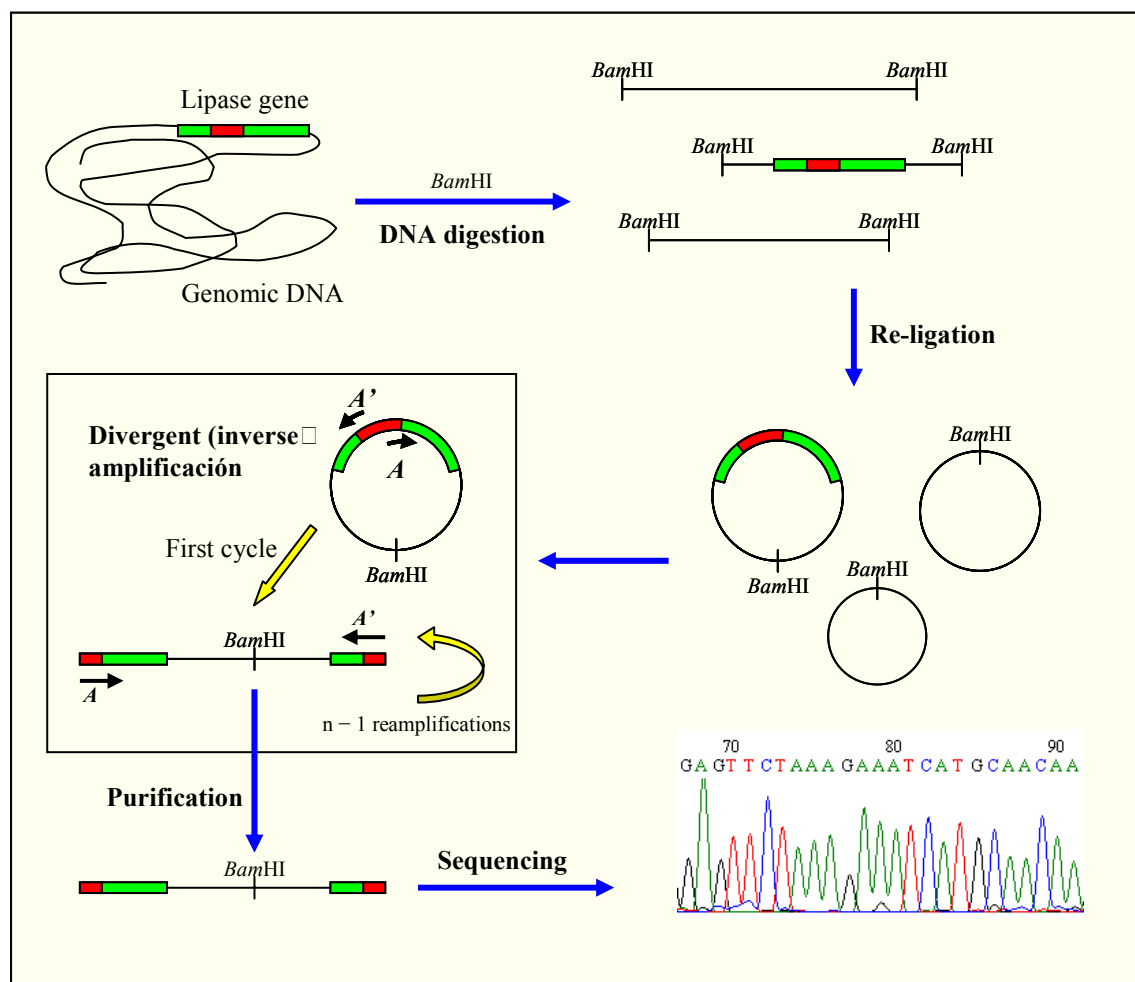 Lipase gene
Genomic DNA
BamHI
DNA digestion
BamHI BamHI
BamHI BamHI
BamHI BamHI
Re-ligation
BamHI
BamHI
BamHI
Divergent (inverse□
amplificación
A’
A
BamHI
First cycle
BamHI
A’
A
n − 1 reamplifications
Purification
BamHI
Sequencing
70 80 90
GAGTTCTAAAGAAATCATGCAACAA